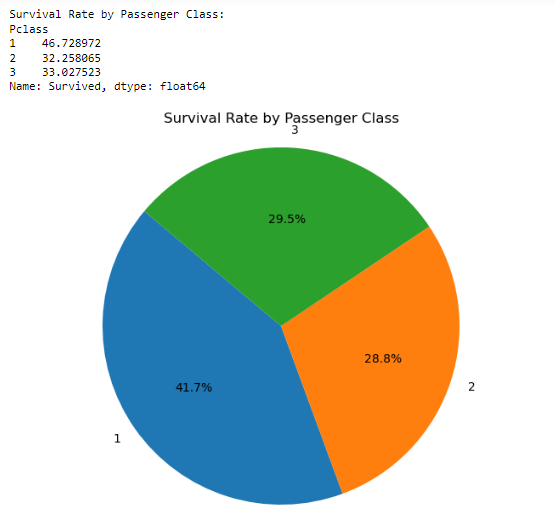 Survival Rate by Passenger Class:
Pclass
1    46.728972
2    32.258065
3    33.027523
Name: Survived, dtype: float64
Survival Rate by Passenger Class
3
29.5%
28.8%
2
41.7%
1